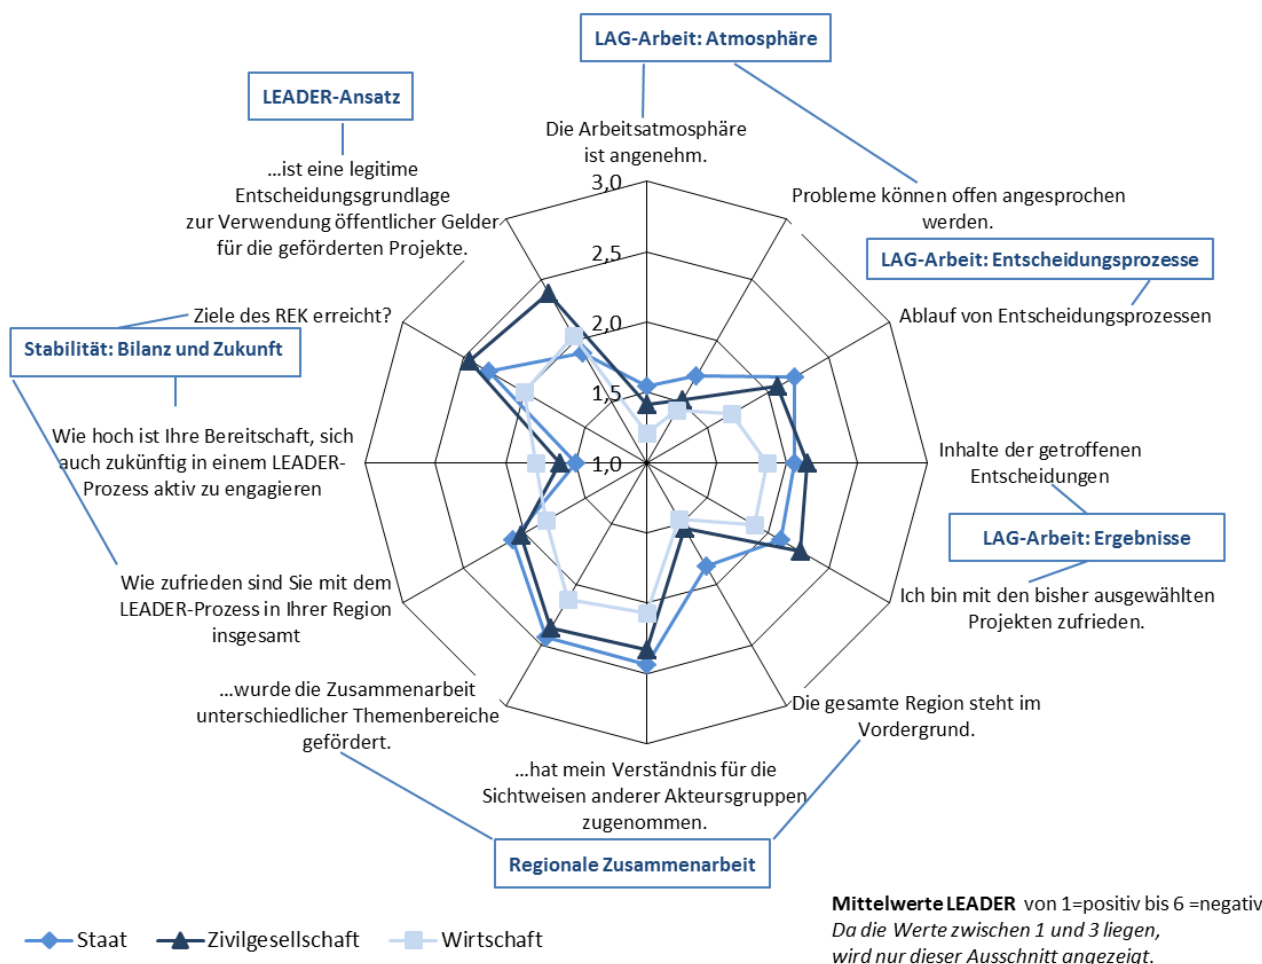 LAG-Arbeit: Atmosphäre
LEADER-Ansatz
Die Arbeitsatmosphäre
ist angenehm.
…ist eine legitime
Entscheidungsgrundlage
zur Verwendung öffentlicher Gelder
für die geförderten Projekte.
3,0
Probleme können offen angesprochen
werden.
2,5
LAG-Arbeit: Entscheidungsprozesse
Ziele des REK erreicht?
2,0
Ablauf von Entscheidungsprozessen
Stabilität: Bilanz und Zukunft
1,5
Wie hoch ist Ihre Bereitschaft, sich
auch zukünftig in einem LEADER-
Prozess aktiv zu engagieren
1,0
Inhalte der getroffenen
Entscheidungen
LAG-Arbeit: Ergebnisse
Wie zufrieden sind Sie mit dem
LEADER-Prozess in Ihrer Region
insgesamt
Ich bin mit den bisher ausgewählten
Projekten zufrieden.
…wurde die Zusammenarbeit
unterschiedlicher Themenbereiche
gefördert.
Die gesamte Region steht im
Vordergrund.
…hat mein Verständnis für die
Sichtweisen anderer Akteursgruppen
zugenommen.
Regionale Zusammenarbeit
Staat
Zivilgesellschaft
Wirtschaft
Mittelwerte LEADER von 1=positiv bis 6 =negativ
Da die Werte zwischen 1 und 3 liegen,
wird nur dieser Ausschnitt angezeigt.